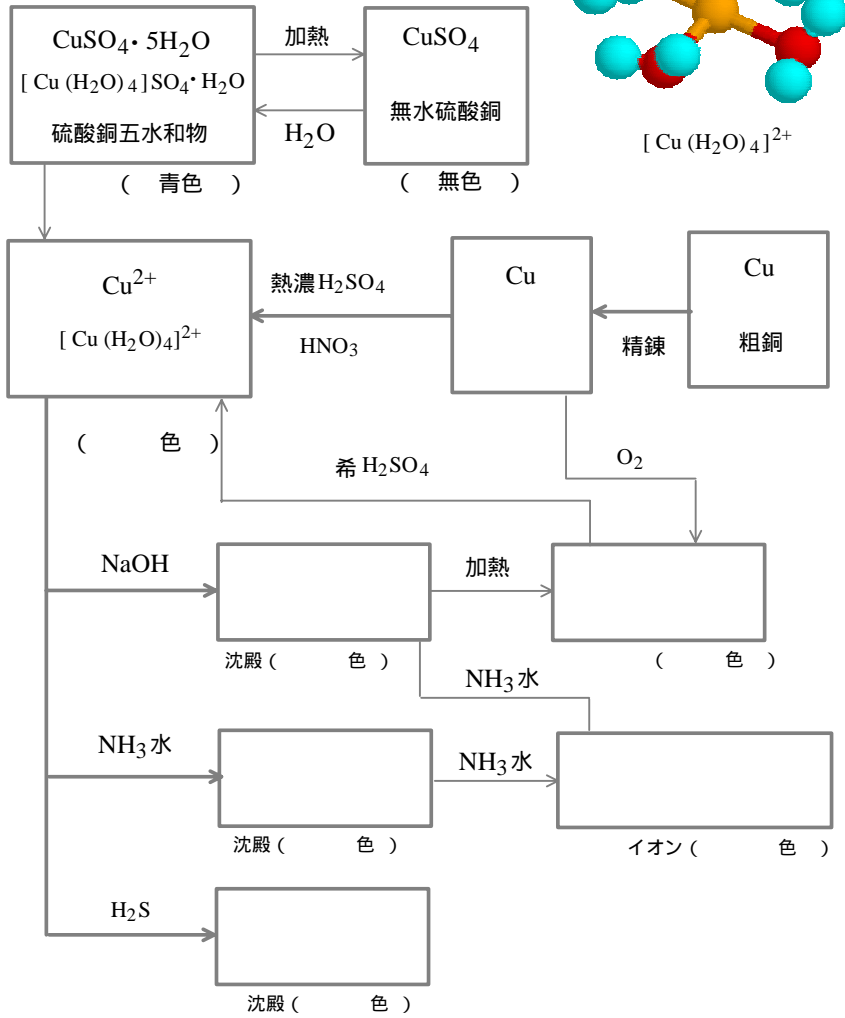 CuSO₄・5H₂O
[Cu(H₂O)₄]SO₄・H₂O
硫酸銅五水和物
加熱
H₂O
CuSO₄
無水硫酸銅
[Cu(H₂O)₄]²⁺
( 青色 )
( 無色 )
Cu²⁺
[Cu(H₂O)₄]²⁺
熱濃H₂SO₄
HNO₃
Cu
精錬
Cu
粗銅
( 色 )
希H₂SO₄
O₂
NaOH
加熱
沈殿( 色 )
( 色 )
NH₃水
NH₃水
NH₃水
沈殿( 色 )
イオン( 色 )
H₂S
沈殿( 色 )